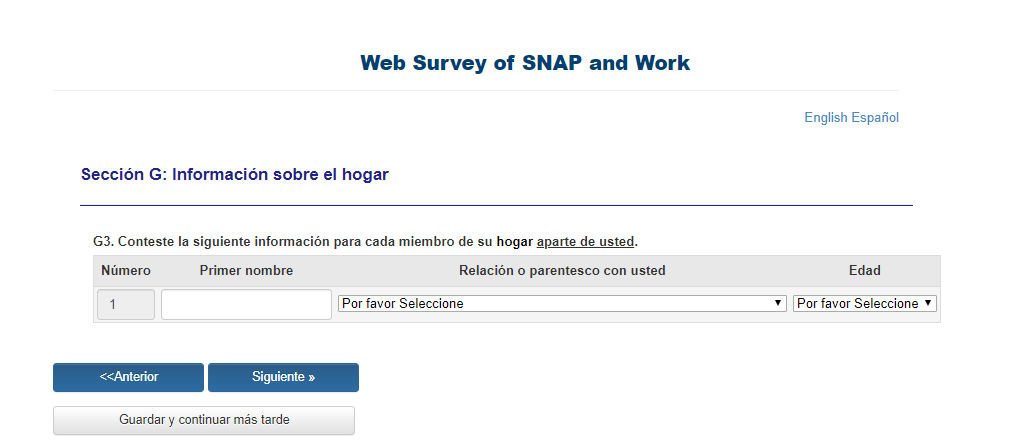 Web Survey of SNAP and Work
English Español
Sección G: Información sobre el hogar
G3. Conteste la siguiente información para cada miembro de su hogar aparte de usted.
Número Primer nombre Relación o parentesco con usted Edad
1 Por favor Seleccione Por favor Seleccione
<<Anterior Siguiente »
Guardar y continuar más tarde